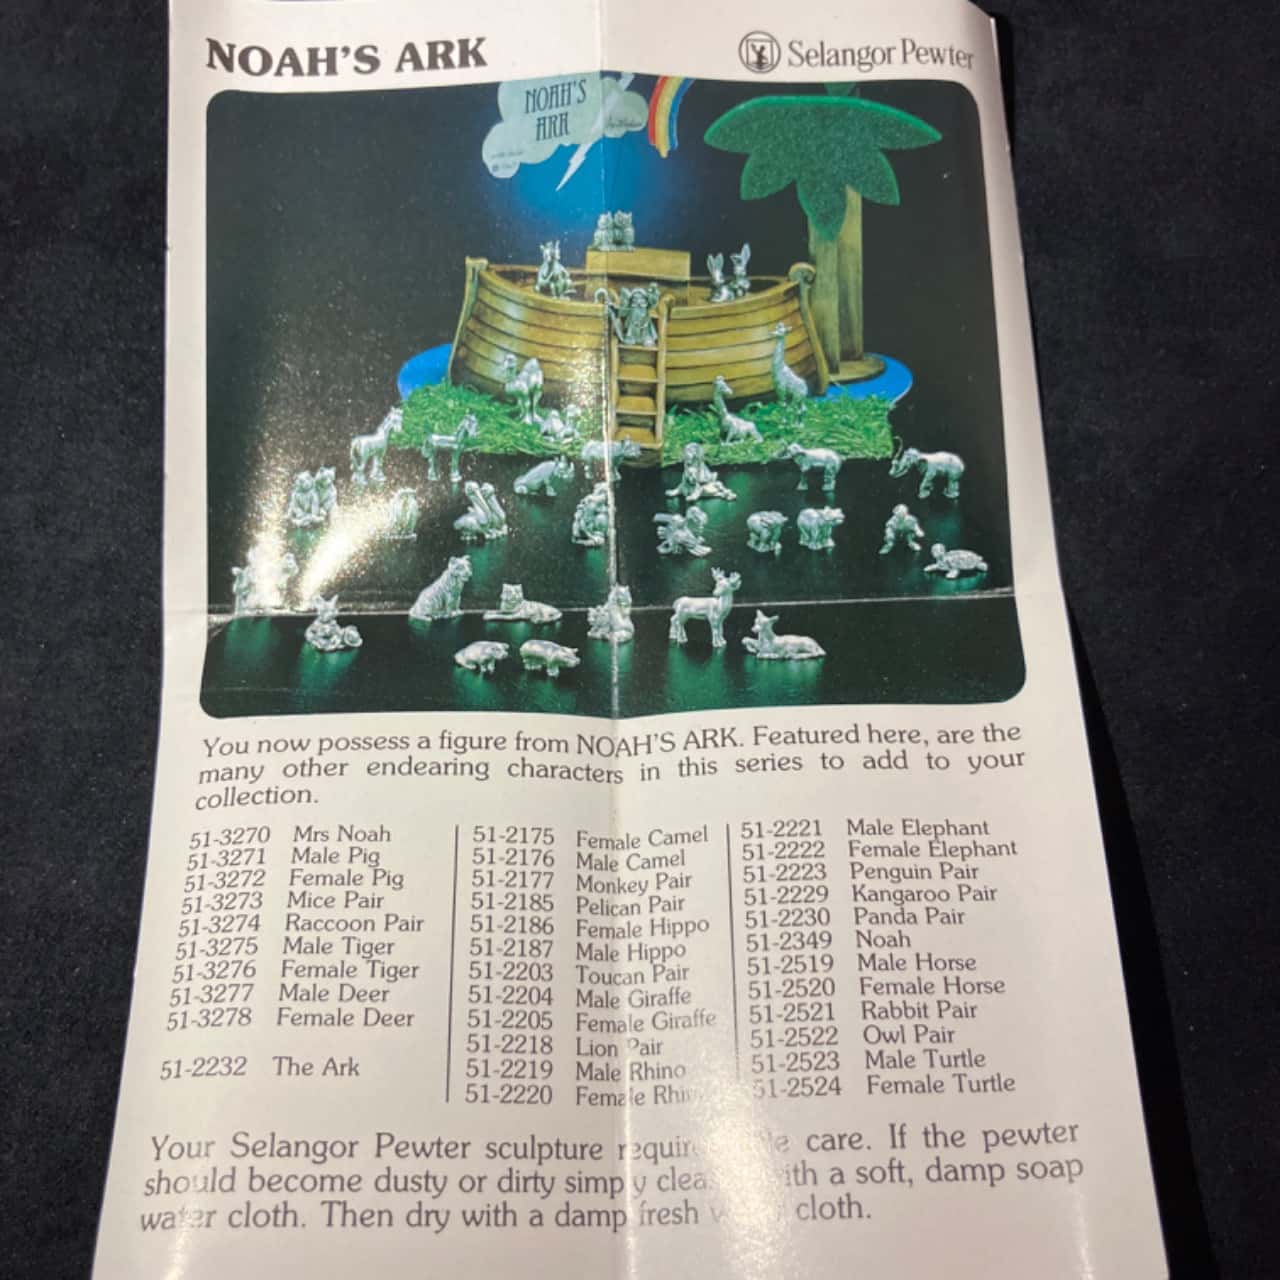 NOAH'S ARK
Selangor Pewter
NOAH'S
ARK
You now possess a figure from NOAH'S ARK. Featured here, are the
many other endearing characters in this series to add to your
collection.
51-3270 Mrs Noah
51-3271 Male Pig
51-3272 Female Pig
51-3273 Mice Pair
51-3274 Raccoon Pair
51-3275 Male Tiger
51-3276 Female Tiger
51-3277 Male Deer
51-3278 Female Deer
51-2232 The Ark
51-2175 Female Camel
51-2176 Male Camel
51-2177 Monkey Pair
51-2185 Pelican Pair
51-2186 Female Hippo
51-2187 Male Hippo
51-2203 Toucan Pair
51-2204 Male Giraffe
51-2205 Female Giraffe
51-2218 Lion Pair
51-2219 Male Rhino
51-2220 Female
51-2221 Male Elephant
51-2222 Female Elephant
51-2223 Penguin Pair
51-2229 Kangaroo Pair
51-2230 Panda Pair
51-2349 Noah
51-2519 Male Horse
51-2520 Female Horse
51-2521 Rabbit Pair
51-2522 Owl Pair
51-2523 Male Turtle
51-2524 Female Turtle
Your Selangor Pewter sculpture care. If the pewter
should become dusty or dirty simply with a soft, damp soap
water cloth. Then dry with a damp fresh cloth.